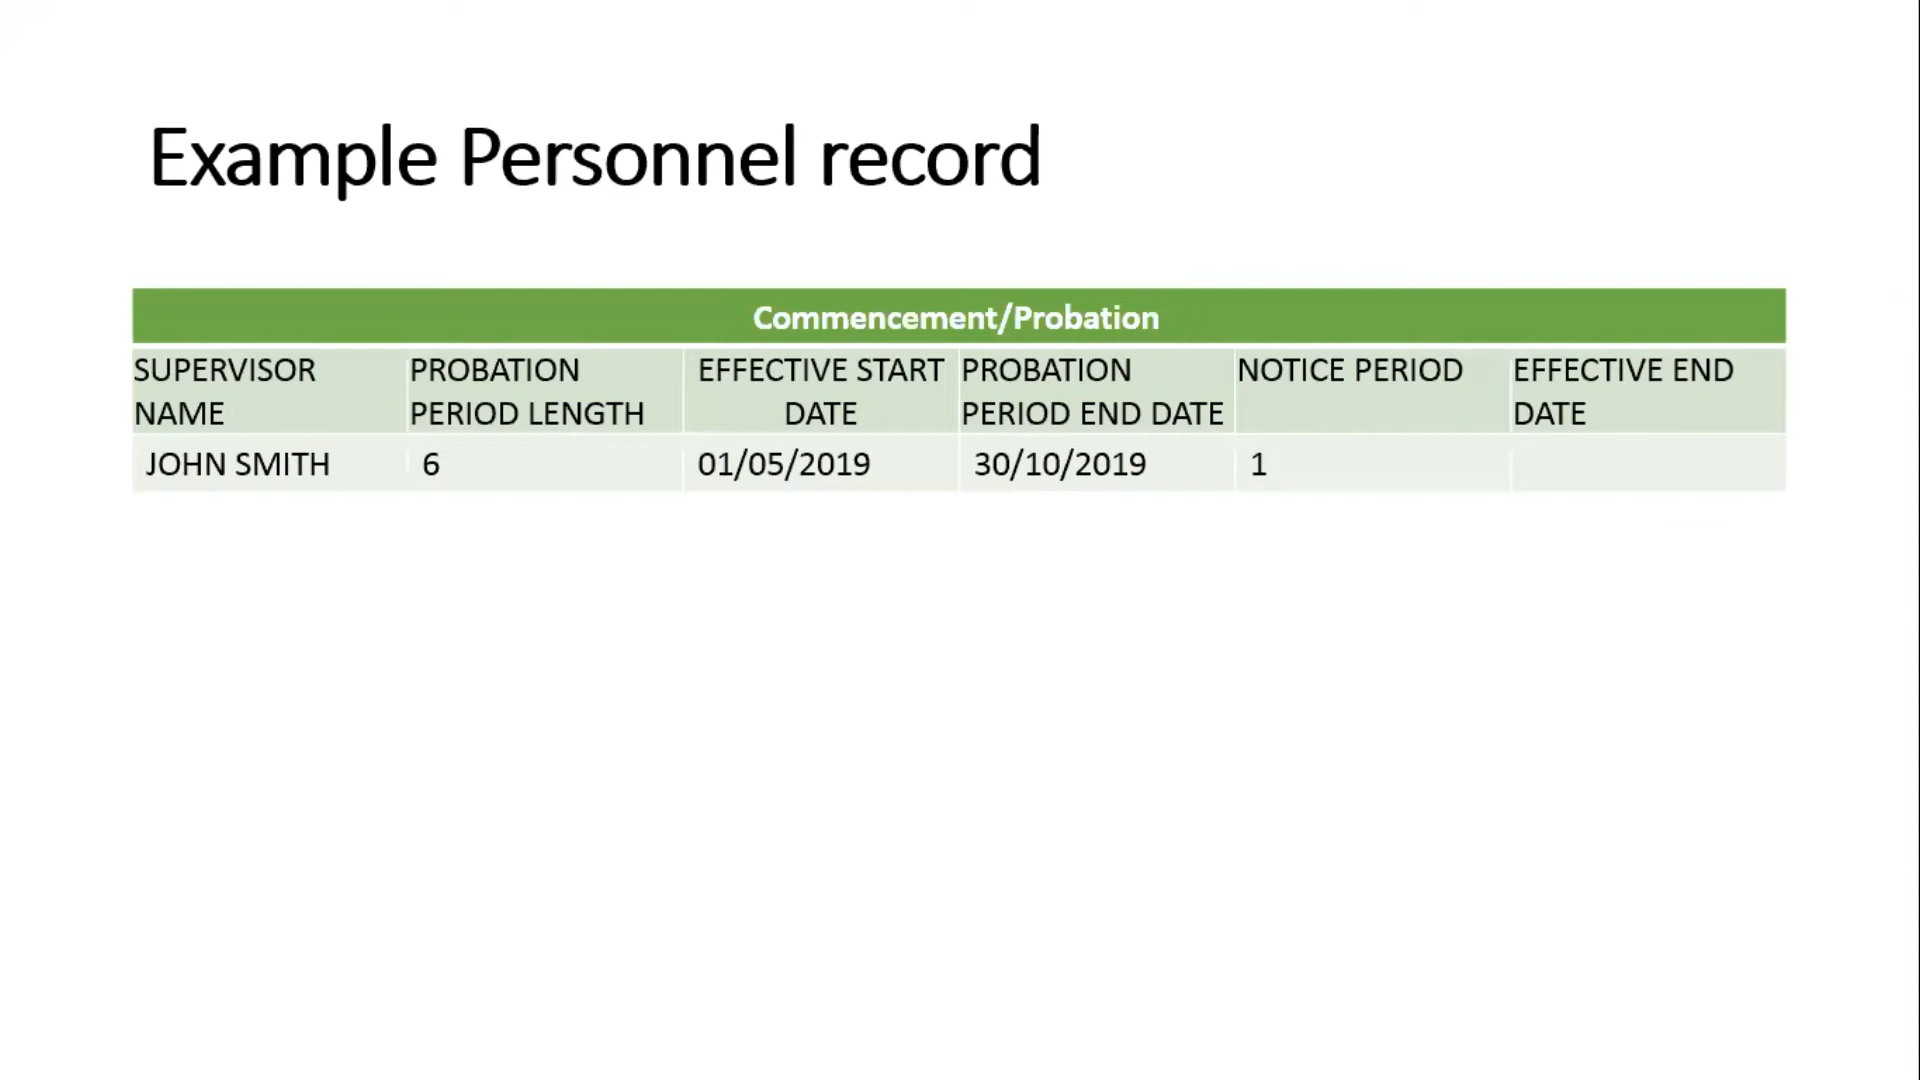 Example Personnel record
Commencement/Probation
SUPERVISOR NAME
PROBATION PERIOD LENGTH
EFFECTIVE START DATE
PROBATION PERIOD END DATE
NOTICE PERIOD
EFFECTIVE END DATE
JOHN SMITH 6 01/05/2019 30/10/2019 1